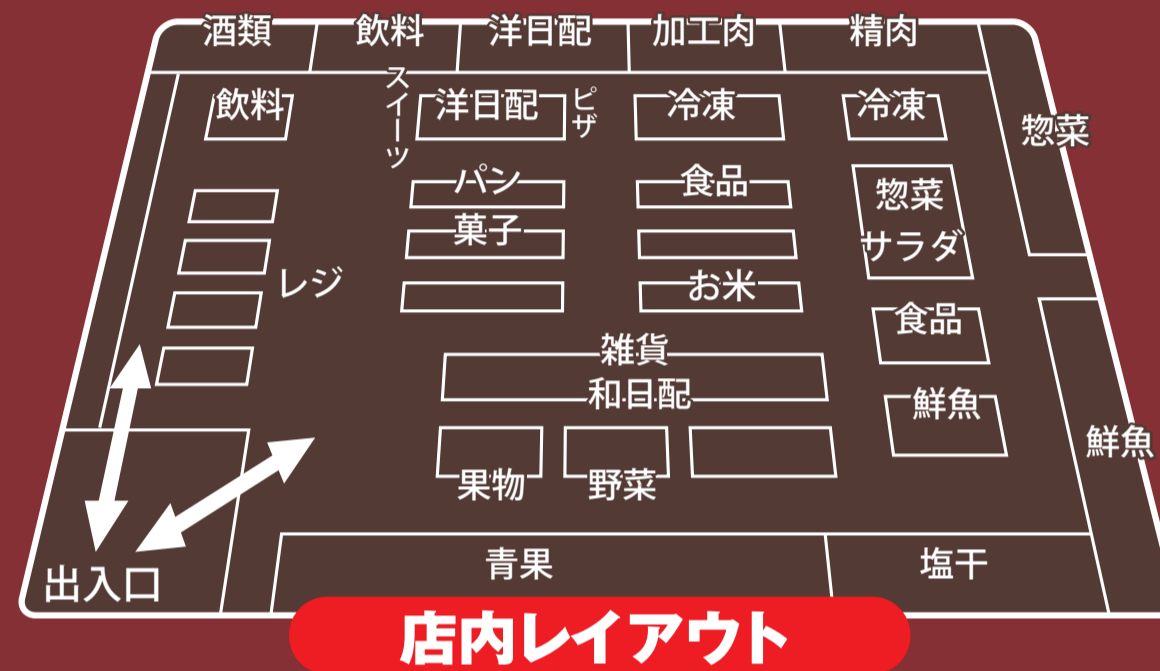 酒類
飲料
洋日配
加工肉
精肉
惣菜
飲料
スイーツ
洋日配
ピザ
冷凍
冷凍
パン
食品
惣菜
サラダ
菓子
レジ
お米
食品
雑貨
和日配
鮮魚
鮮魚
果物
野菜
青果
塩干
出入口
店内レイアウト